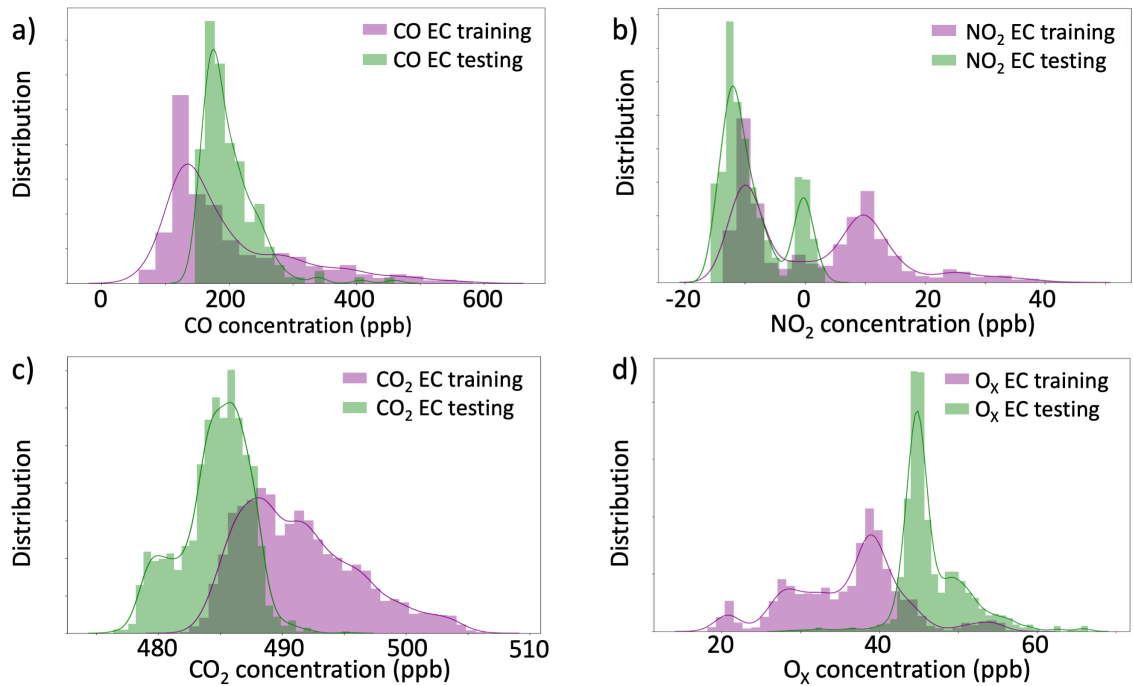 a)
CO EC training
CO EC testing
Distribution
0 200 400 600
CO concentration (ppb)
b)
NO₂ EC training
NO₂ EC testing
Distribution
-20 0 20 40
NO₂ concentration (ppb)
c)
CO₂ EC training
CO₂ EC testing
Distribution
480 490 500 510
CO₂ concentration (ppb)
d)
Oₓ EC training
Oₓ EC testing
Distribution
20 40 60
Oₓ concentration (ppb)